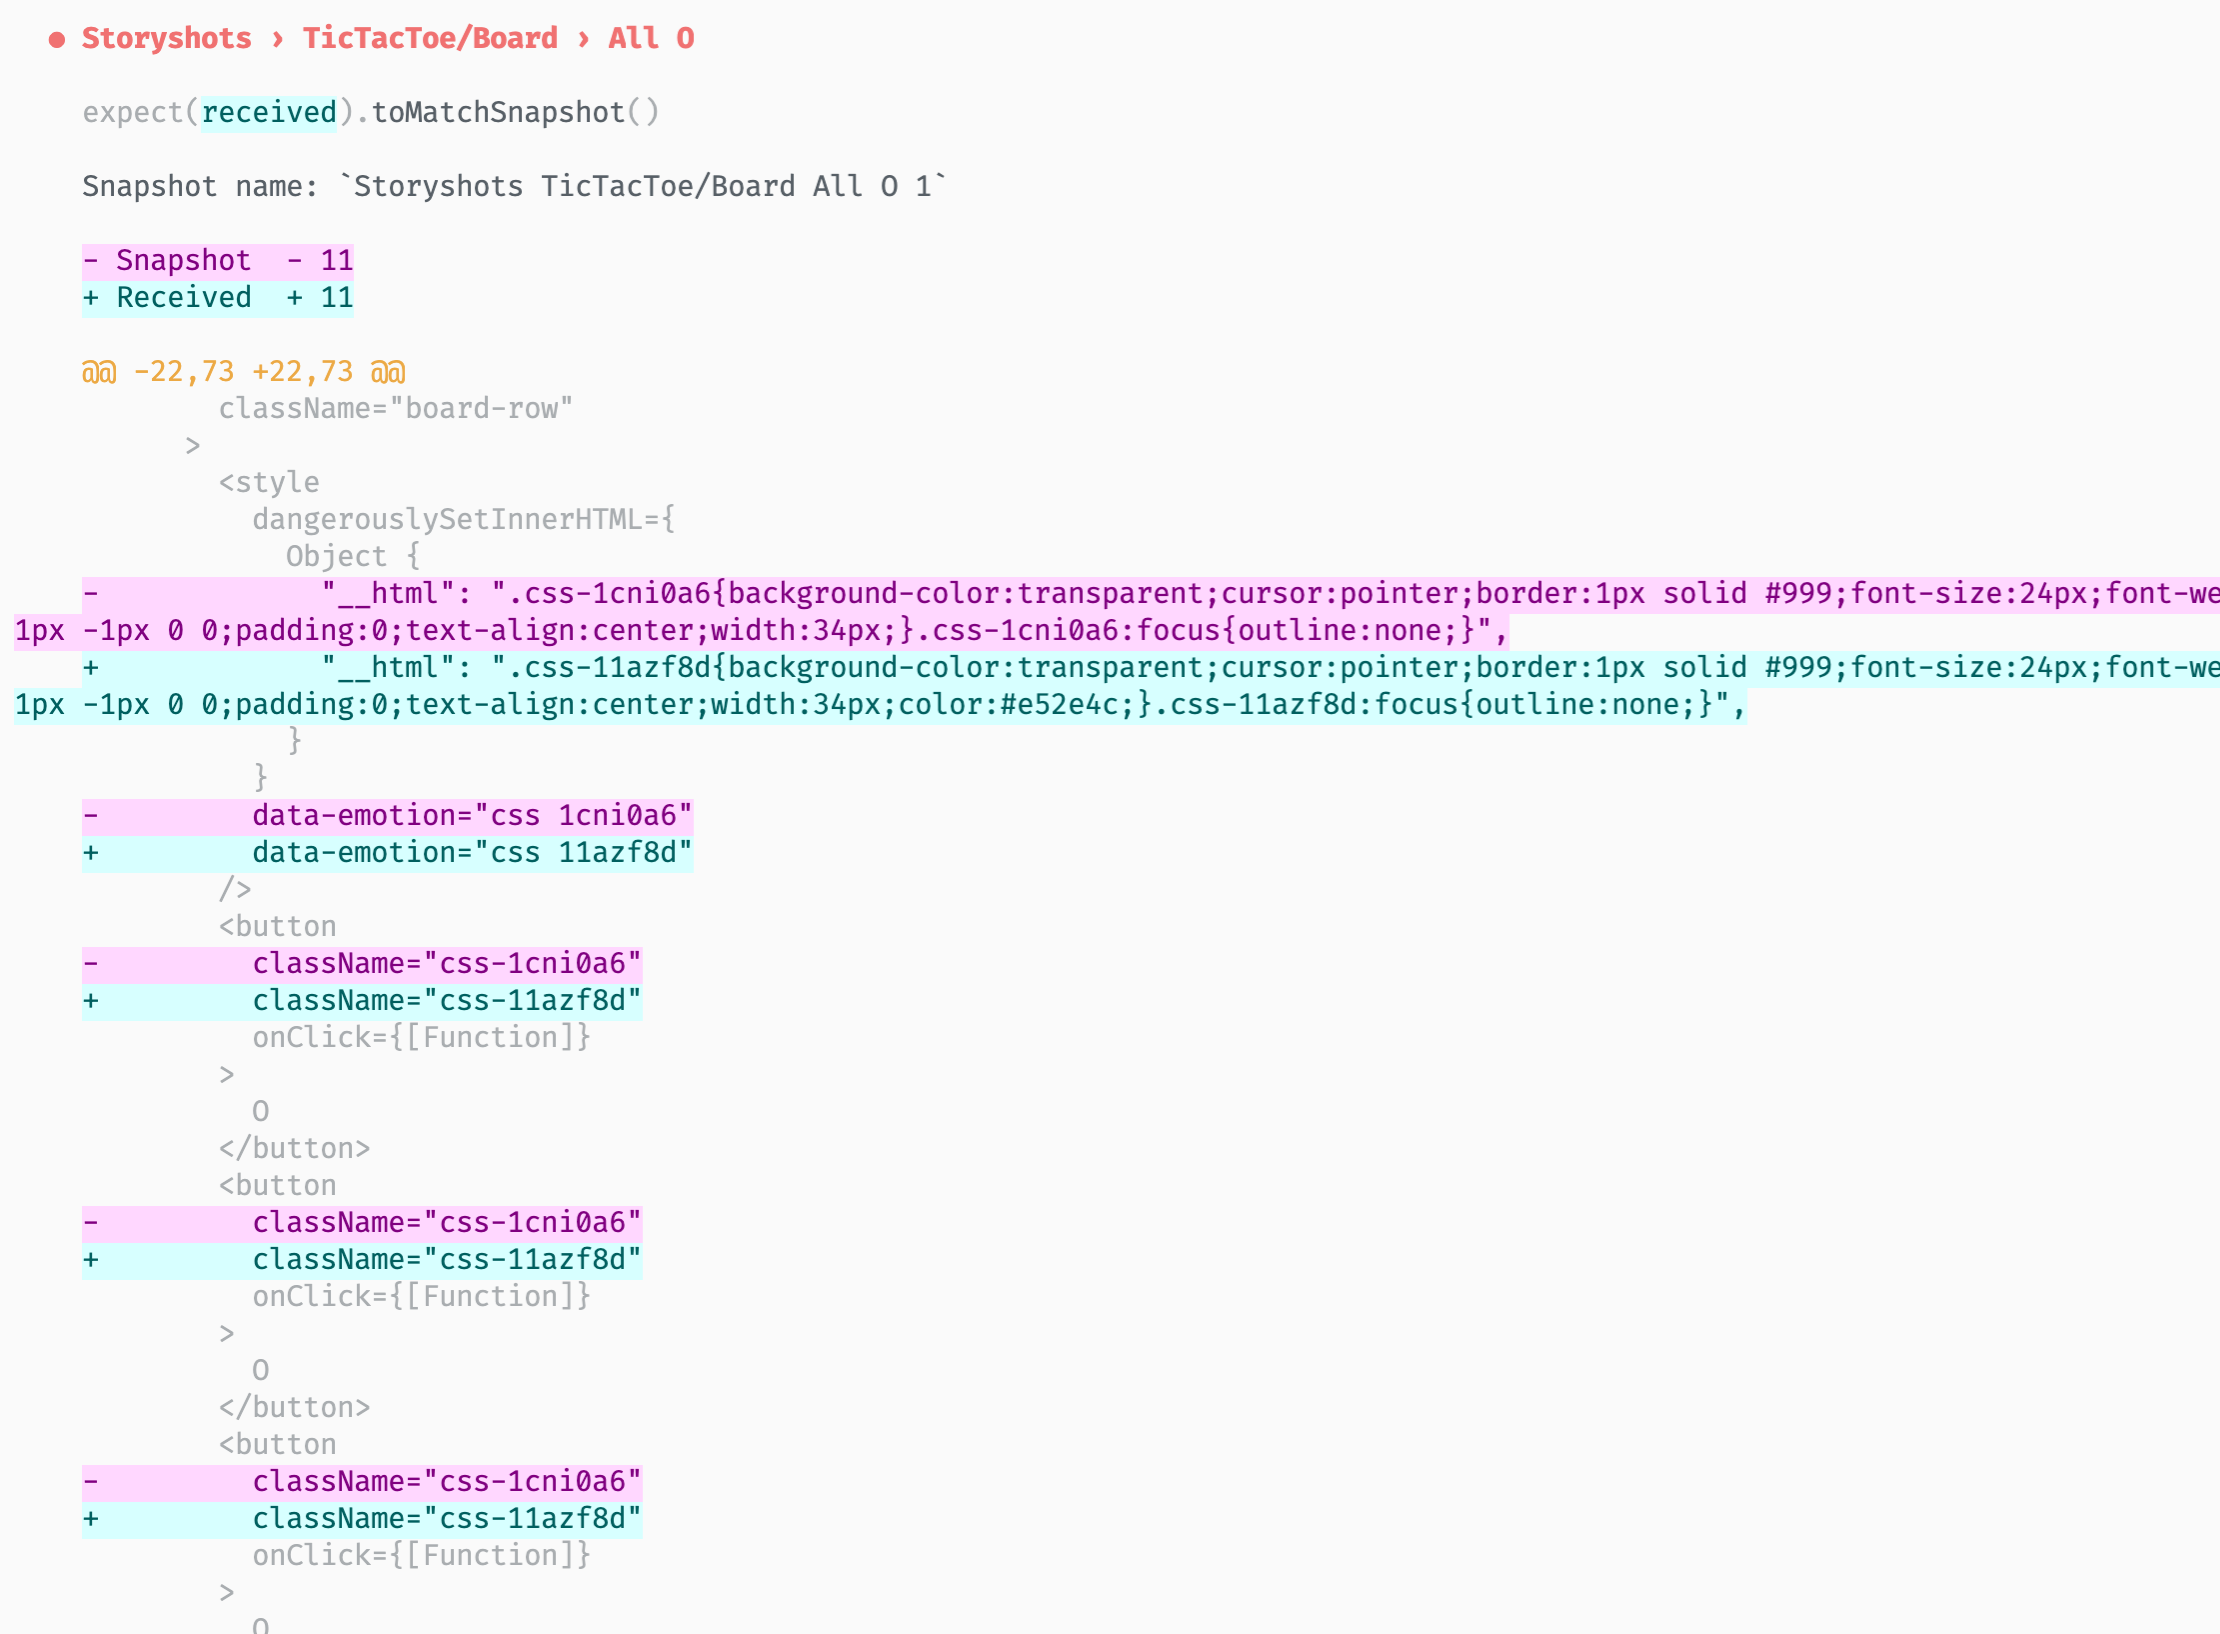 ● Storyshots › TicTacToe/Board › All O
expect(received).toMatchSnapshot()
Snapshot name: `Storyshots TicTacToe/Board All O 1`
- Snapshot  - 11
+ Received  + 11
@@ -22,73 +22,73 @@
className="board-row"
>
<style
dangerouslySetInnerHTML={
Object {
-             "__html": ".css-1cni0a6{background-color:transparent;cursor:pointer;border:1px solid #999;font-size:24px;font-we
1px -1px 0 0;padding:0;text-align:center;width:34px;}.css-1cni0a6:focus{outline:none;}",
+             "__html": ".css-11azf8d{background-color:transparent;cursor:pointer;border:1px solid #999;font-size:24px;font-we
1px -1px 0 0;padding:0;text-align:center;width:34px;color:#e52e4c;}.css-11azf8d:focus{outline:none;}",
}
}
-         data-emotion="css 1cni0a6"
+         data-emotion="css 11azf8d"
/>
<button
-         className="css-1cni0a6"
+         className="css-11azf8d"
onClick={[Function]}
>
O
</button>
<button
-         className="css-1cni0a6"
+         className="css-11azf8d"
onClick={[Function]}
>
O
</button>
<button
-         className="css-1cni0a6"
+         className="css-11azf8d"
onClick={[Function]}
>
O